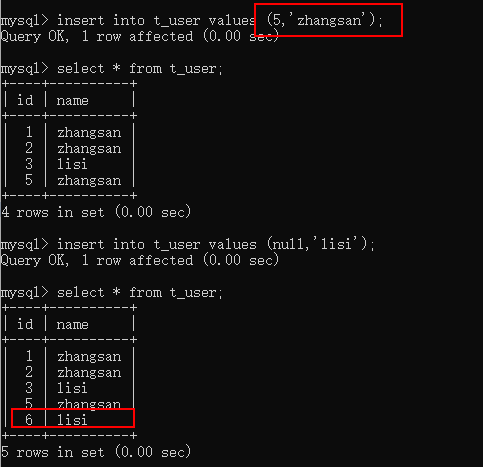 mysql> insert into t_user values (5,'zhangsan');
Query OK, 1 row affected (0.00 sec)
mysql> select * from t_user;
+----+----------+
| id | name     |
+----+----------+
|  1 | zhangsan |
|  2 | zhangsan |
|  3 | lisi     |
|  5 | zhangsan |
+----+----------+
4 rows in set (0.00 sec)
mysql> insert into t_user values (null,'lisi');
Query OK, 1 row affected (0.00 sec)
mysql> select * from t_user;
+----+----------+
| id | name     |
+----+----------+
|  1 | zhangsan |
|  2 | zhangsan |
|  3 | lisi     |
|  5 | zhangsan |
|  6 | lisi     |
+----+----------+
5 rows in set (0.00 sec)